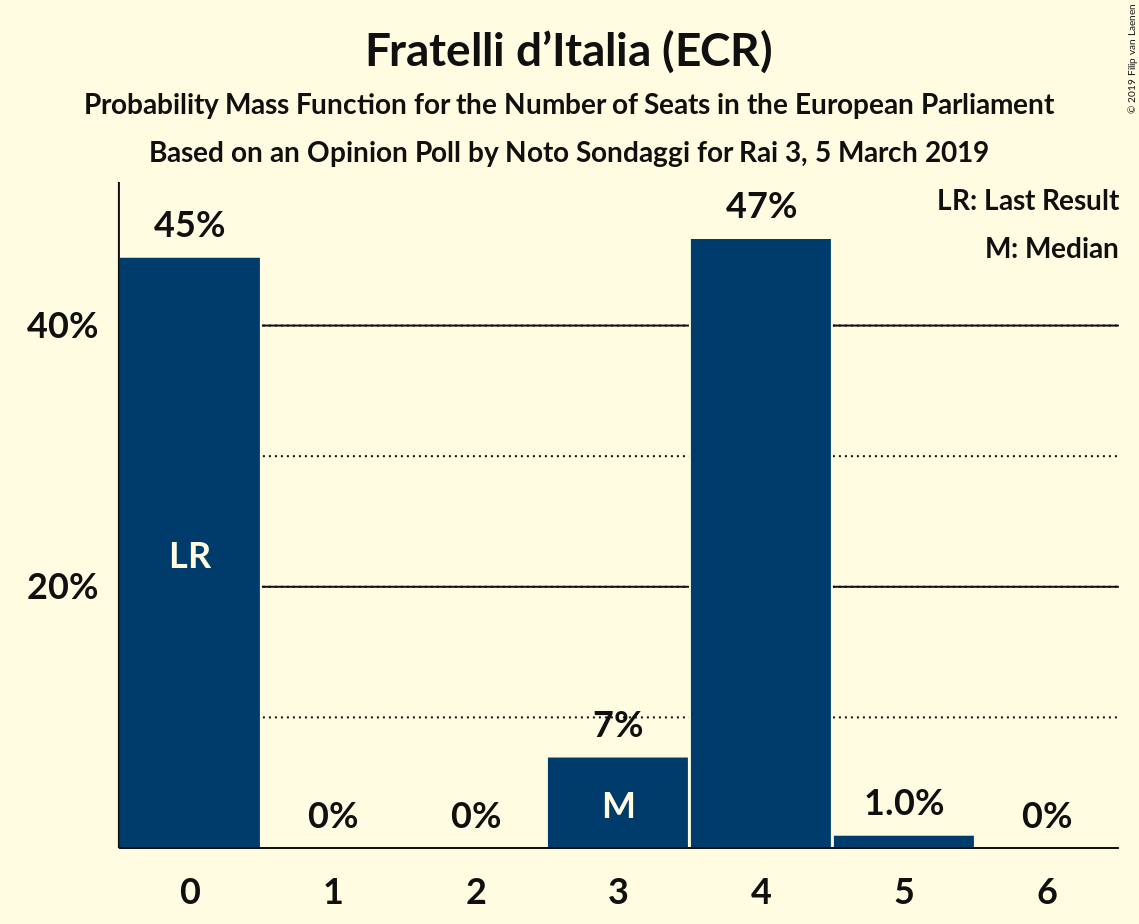 Fratelli d’Italia (ECR)
Probability Mass Function for the Number of Seats in the European Parliament
Based on an Opinion Poll by Noto Sondaggi for Rai 3, 5 March 2019
© 2019 Filip van Laenen
LR: Last Result
M: Median
45%
47%
40%
LR
20%
7%
M
0%
0%
1.0%
0%
0
1
2
3
4
5
6